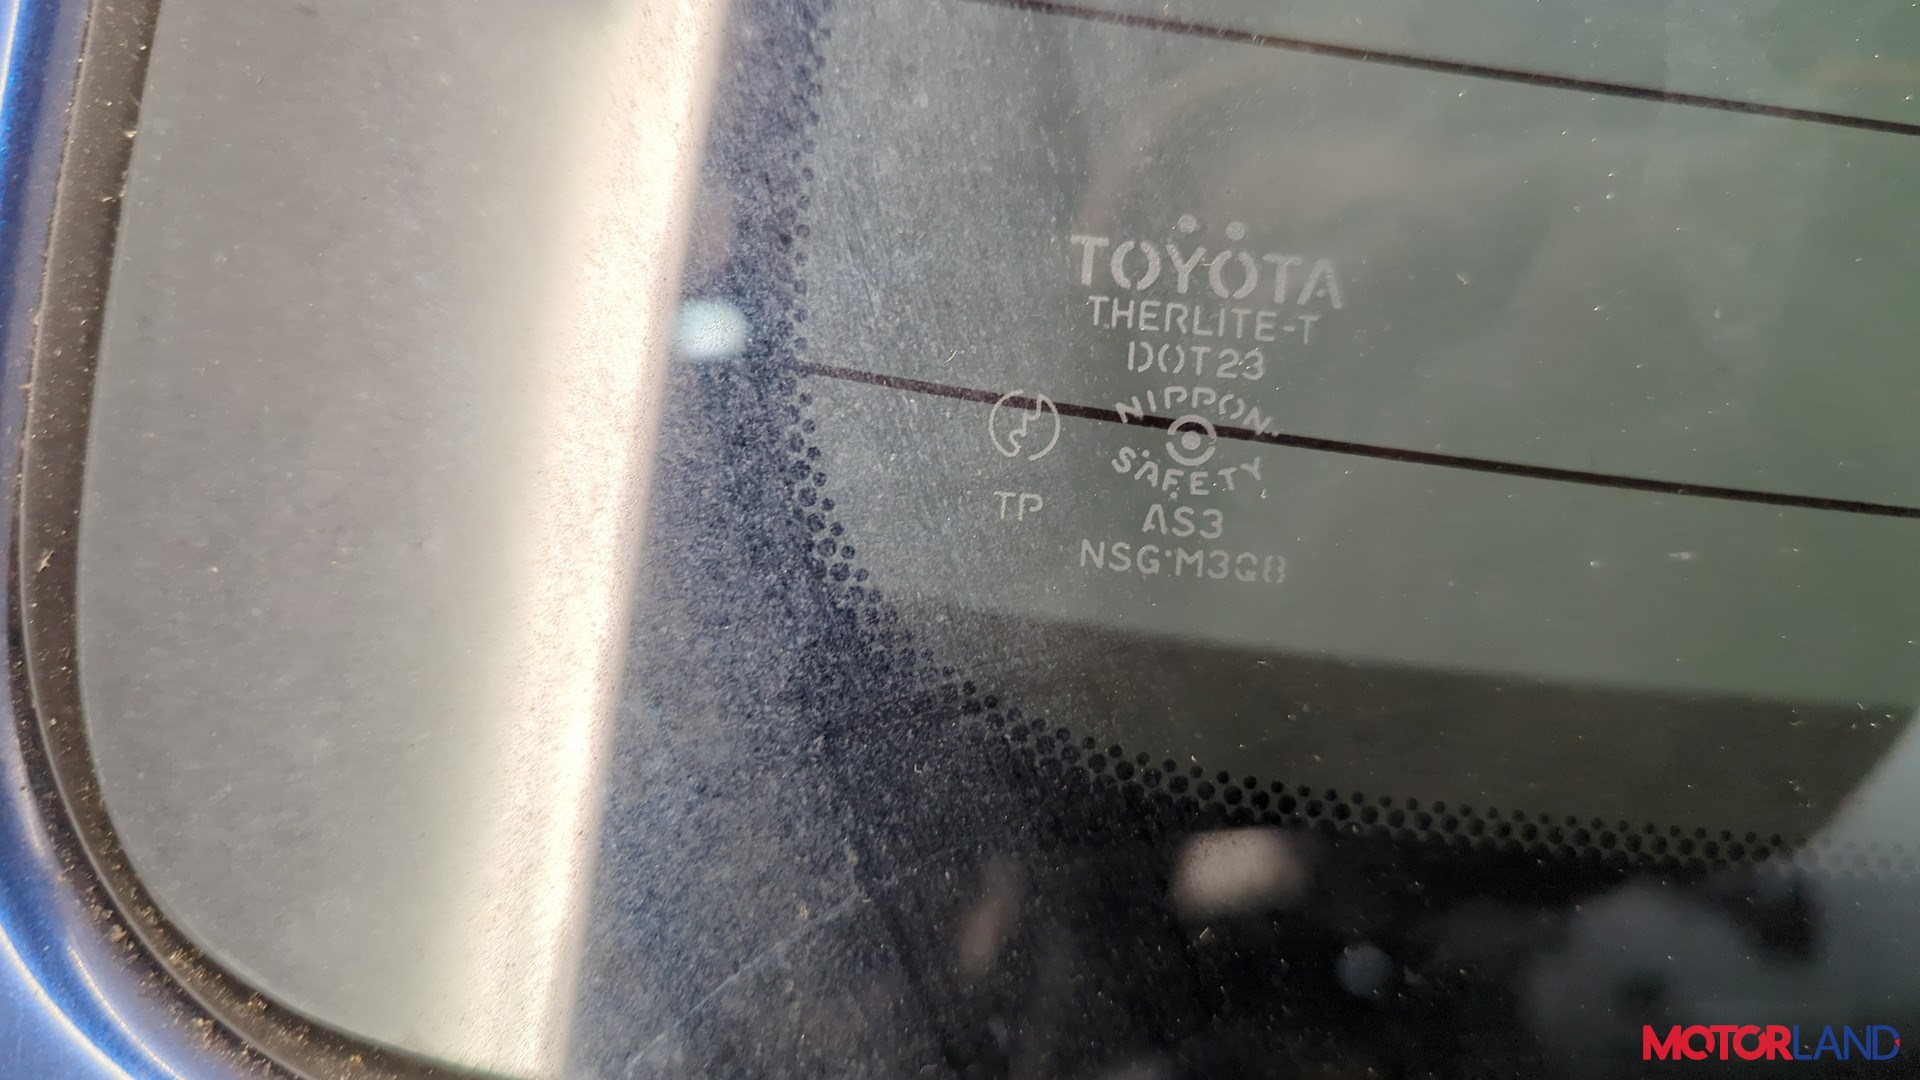 TOYOTA
THERLITE-T
DOT23
NIPPON
SAFETY
TP
AS3
NSG M3G8
MOTORLAND